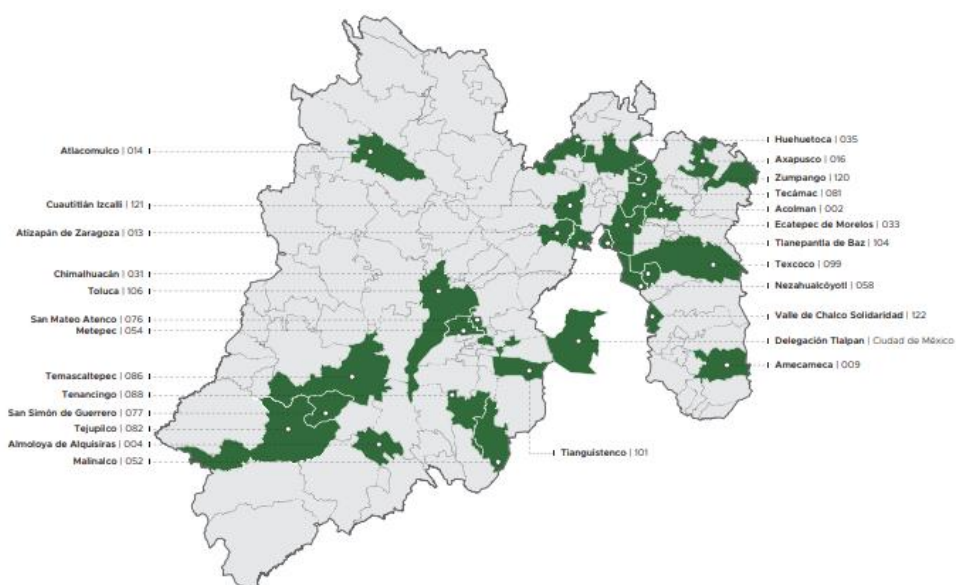 Atlacomulco | 014
Cuautitlán Izcalli | 121
Atizapán de Zaragoza | 013
Chimalhuacán | 031
Toluca | 106
San Mateo Atenco | 076
Metepec | 054
Temascaltepec | 086
Tenancingo | 088
San Simón de Guerrero | 077
Tejupilco | 082
Almoloya de Alquisiras | 004
Malinalco | 052
Huehuetoca | 035
Axapusco | 016
Zumpango | 120
Tecámac | 081
Acolman | 002
Ecatepec de Morelos | 033
Tlanepantla de Baz | 104
Texcoco | 099
Nezahualcóyotl | 058
Valle de Chalco Solidaridad | 122
Delegación Tlalpan | Ciudad de México
Amecameca | 009
Tianguistenco | 101